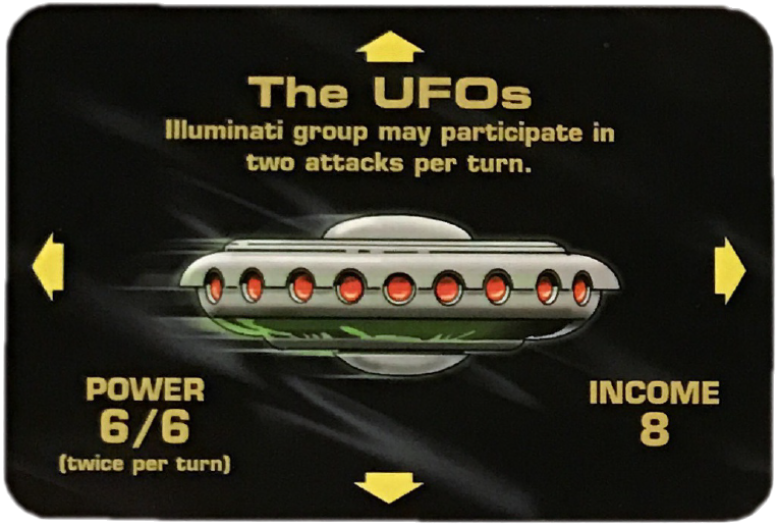 The UFOs
Illuminati group may participate in
two attacks per turn.
POWER
6/6
(twice per turn)
INCOME
8